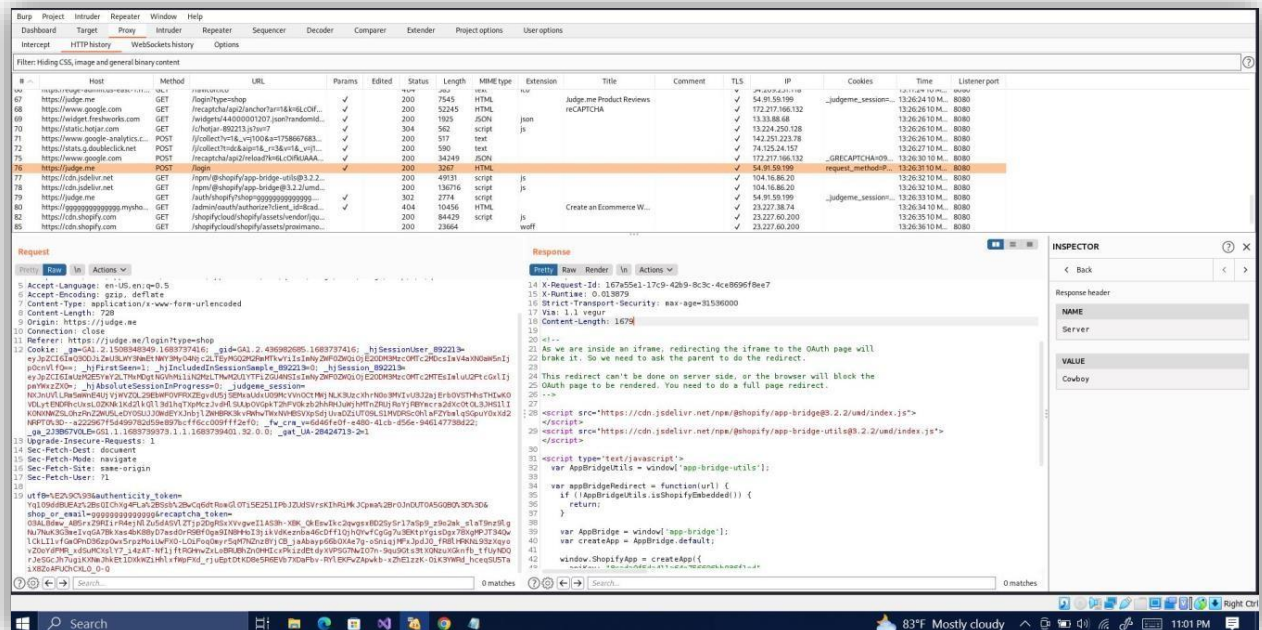 Burp Project Intruder Repeater Window Help
Dashboard Target Proxy Intruder Repeater Sequencer Decoder Comparer Extender Project options User options
Intercept HTTP history WebSockets history Options
Filter: Hiding CSS, image and general binary content
# Host Method URL Params Edited Status Length MIME type Extension Title Comment TLS IP Cookies Time Listener port
67 https://judge.me GET /login?type=shop ✓ 200 7545 HTML Judge.me Product Reviews ✓ 54.91.59.199 _judgeme_session=... 13:26:24 10 M... 8080
68 https://www.google.com GET /recaptcha/api2/anchor?ar=1&k=6LcOif... ✓ 200 52245 HTML reCAPTCHA ✓ 172.217.166.132 13:26:26 10 M... 8080
69 https://widget.freshworks.com GET /widgets/44000001207.json?randomId... ✓ 200 1925 JSON json ✓ 13.33.88.68 13:26:26 10 M... 8080
70 https://static.hotjar.com GET /c/hotjar-892213.js?sv=7 ✓ 304 562 script js ✓ 13.224.250.128 13:26:26 10 M... 8080
71 https://www.google-analytics.c... POST ✓ 200 517 text ✓ 142.251.223.78 13:26:27 10 M... 8080
72 https://stats.g.doubleclick.net POST ✓ 200 590 text ✓ 74.125.24.157 13:26:27 10 M... 8080
75 https://www.google.com POST ✓ 200 34249 JSON ✓ 172.217.166.132 _GRECAPTCHA=09... 13:26:30 10 M... 8080
76 https://judge.me POST /login ✓ 200 3267 HTML ✓ 54.91.59.199 request_method=P... 13:26:31 10 M... 8080
77 https://cdn.jsdelivr.net GET /npm/@shopify/app-bridge-utils@3.2.2... 200 49131 script js ✓ 104.16.86.20 13:26:32 10 M... 8080
78 https://cdn.jsdelivr.net GET /npm/@shopify/app-bridge@3.2.2/umd... 200 136716 script js ✓ 104.16.86.20 13:26:32 10 M... 8080
79 https://judge.me GET ✓ 302 2774 script ✓ 54.91.59.199 _judgeme_session=... 13:26:33 10 M... 8080
80 GET /admin/oauth/authorize?client_id=8cad... ✓ 404 10456 HTML Create an Ecommerce W... ✓ 23.227.38.74 13:26:34 10 M... 8080
82 https://cdn.shopify.com GET /shopifycloud/shopify/assets/vendor/jqu... 200 84429 script js ✓ 23.227.60.200 13:26:35 10 M... 8080
85 https://cdn.shopify.com GET /shopifycloud/shopify/assets/proximano... 200 23664 woff ✓ 23.227.60.200 13:26:36 10 M... 8080
Request
Pretty Raw \n Actions
5 Accept-Language: en-US,en;q=0.5
6 Accept-Encoding: gzip, deflate
7 Content-Type: application/x-www-form-urlencoded
8 Content-Length: 728
9 Origin: https://judge.me
10 Connection: close
11 Referer: https://judge.me/login?type=shop
13 Upgrade-Insecure-Requests: 1
14 Sec-Fetch-Dest: document
15 Sec-Fetch-Mode: navigate
16 Sec-Fetch-Site: same-origin
17 Sec-Fetch-User: ?1
18
19 utf8=%E2%9C%93&authenticity_token=
Search... 0 matches
Response
Pretty Raw Render \n Actions
14 X-Request-Id: 167a55e1-17c9-42b9-8c3c-4ce8696f8ee7
15 X-Runtime: 0.013879
16 Strict-Transport-Security: max-age=31536000
17 Via: 1.1 vegur
18 Content-Length: 1679
19
20 <!--
21 As we are inside an iframe, redirecting the iframe to the OAuth page will
22 brake it. So we need to ask the parent to do the redirect.
23
24 This redirect can't be done on server side, or the browser will block the
25 OAuth page to be rendered. You need to do a full page redirect.
26 -->
27
28 <script src="https://cdn.jsdelivr.net/npm/@shopify/app-bridge@3.2.2/umd/index.js">
</script>
29 <script src="https://cdn.jsdelivr.net/npm/@shopify/app-bridge-utils@3.2.2/umd/index.js">
</script>
30
31 <script type='text/javascript'>
32 var AppBridgeUtils = window['app-bridge-utils'];
33
34 var appBridgeRedirect = function(url) {
35 if (!AppBridgeUtils.isShopifyEmbedded()) {
36 return;
37 }
38
39 var AppBridge = window['app-bridge'];
40 var createApp = AppBridge.default;
41
42 window.ShopifyApp = createApp({
Search... 0 matches
INSPECTOR
Back
Response header
NAME
Server
VALUE
Cowboy
Right Ctrl
Search
83°F Mostly cloudy 11:01 PM